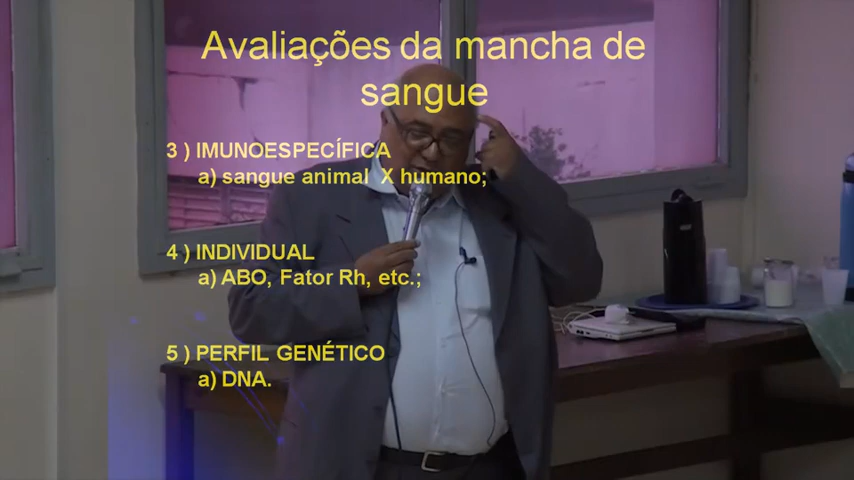 Avaliações da mancha de
sangue
3 ) IMUNOESPECÍFICA
a) sangue animal X humano;
4 ) INDIVIDUAL
a) ABO, Fator Rh, etc.;
5 ) PERFIL GENÉTICO
a) DNA.